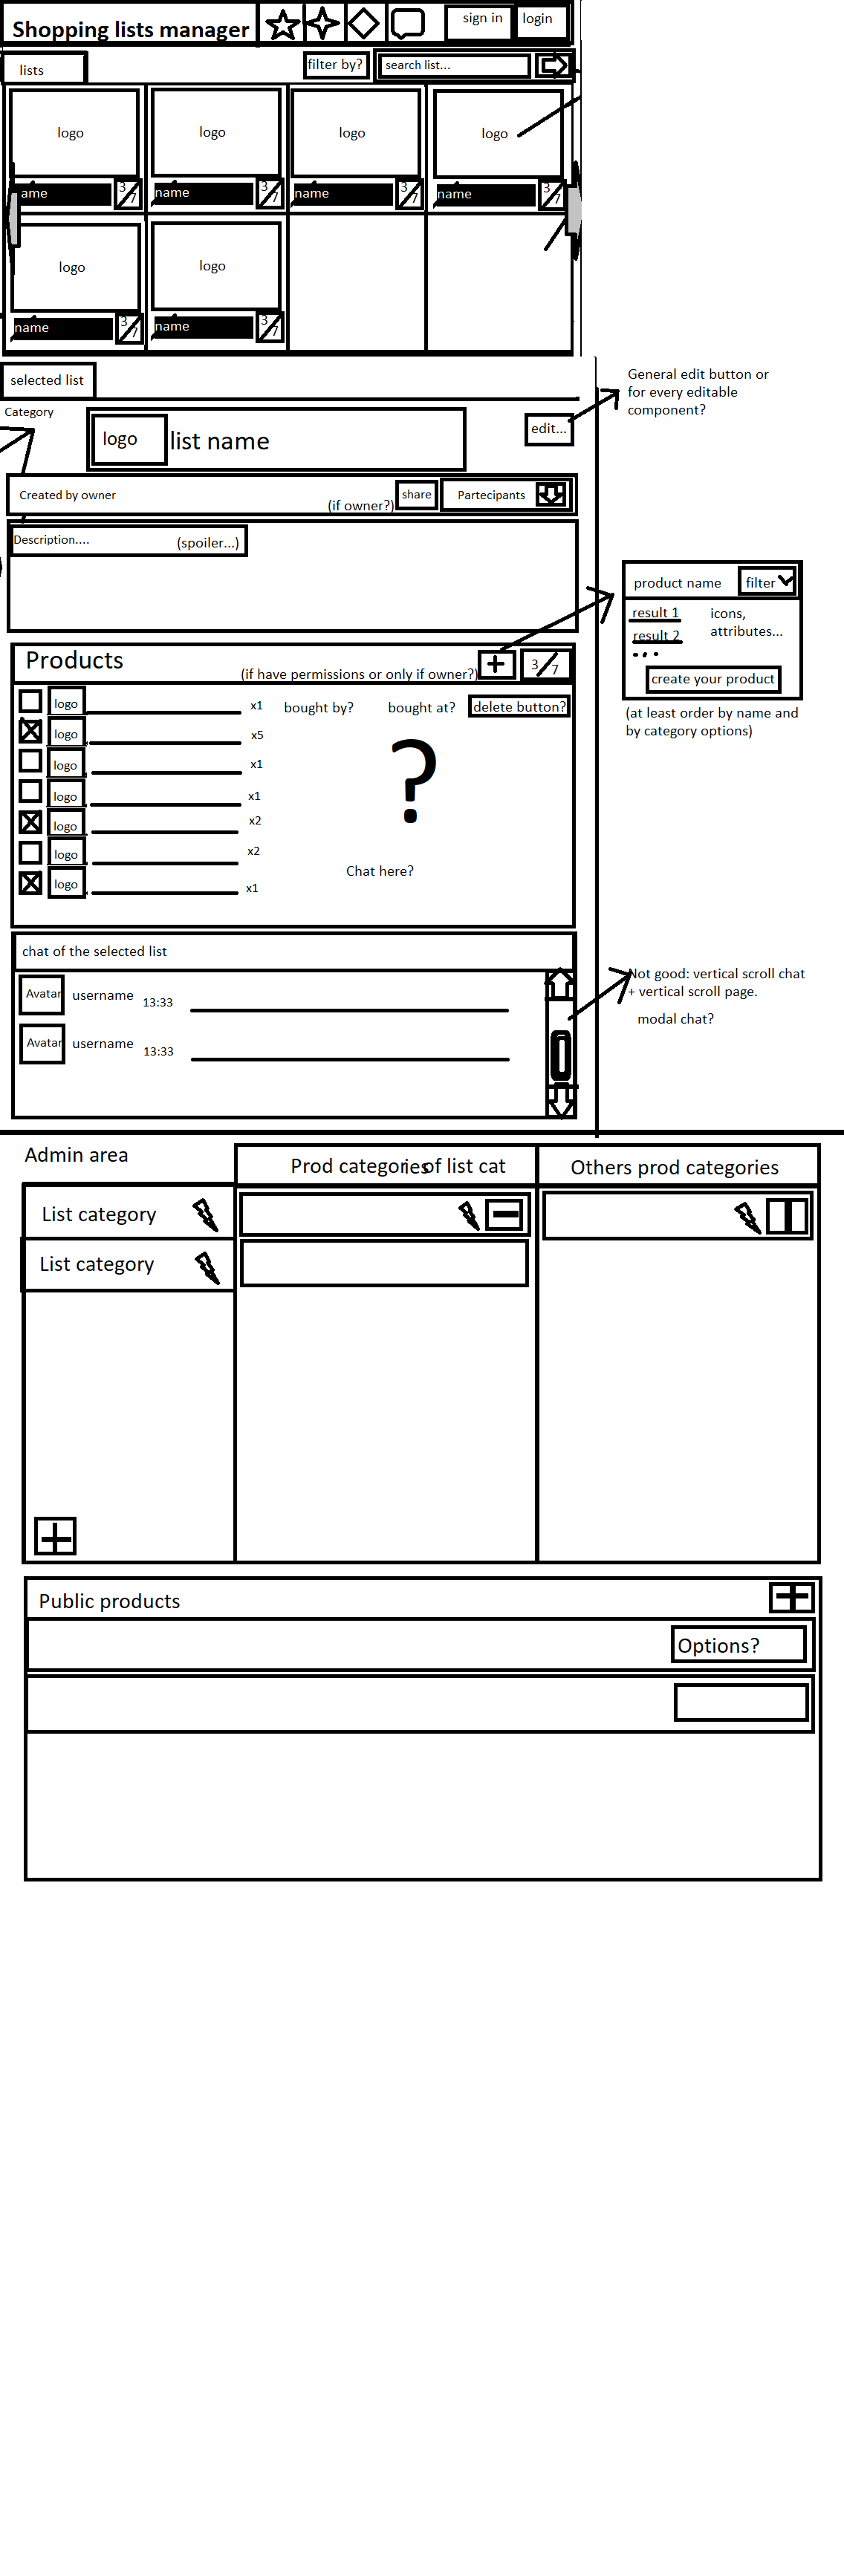 Shopping lists manager
sign in
login
lists
filter by?
search list...
logo
logo
logo
logo
ame
3/7
name
3/7
name
3/7
name
3/7
logo
logo
name
3/7
name
3/7
selected list
General edit button or
for every editable
component?
Category
logo
list name
edit...
Created by owner
(if owner?)
share
Partecipants
Description....
(spoiler...)
product name
filter
result 1
result 2
...
icons,
attributes...
create your product
(at least order by name and
by category options)
Products
(if have permissions or only if owner?)
+
3/7
logo
x1
bought by?
bought at?
delete button?
logo
x5
?
logo
x1
logo
x1
logo
x2
logo
x2
Chat here?
logo
x1
chat of the selected list
Avatar
username
13:33
Avatar
username
13:33
Not good: vertical scroll chat
+ vertical scroll page.
modal chat?
Admin area
Prod categories of list cat
Others prod categories
List category
List category
Public products
Options?